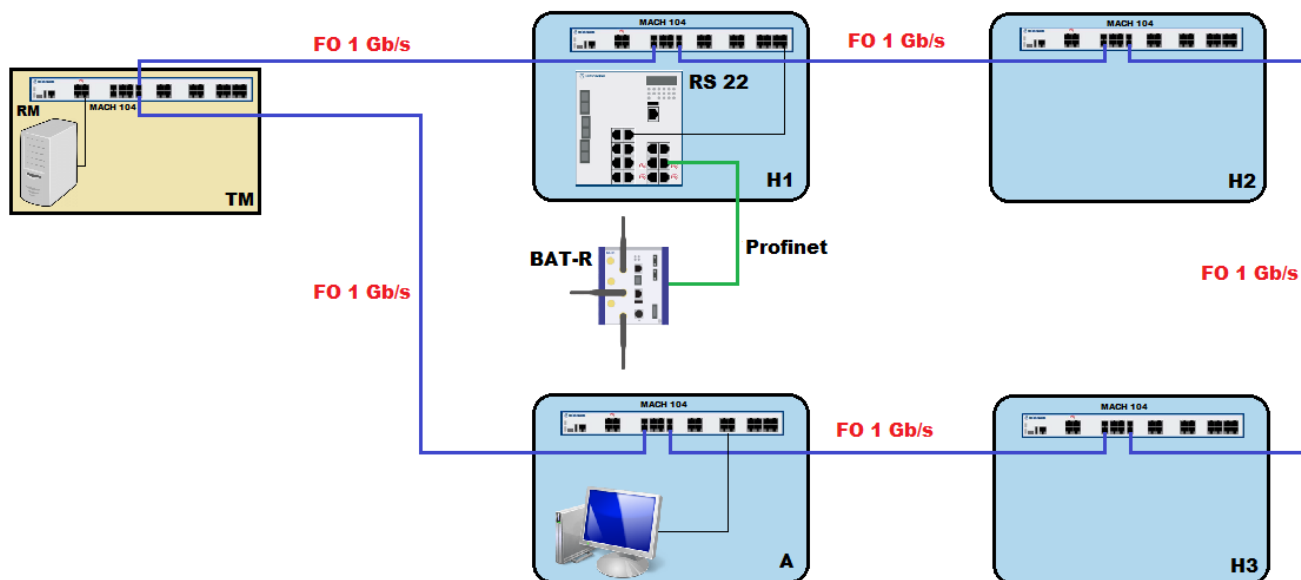 MACH 104
MACH 104
FO 1 Gb/s
FO 1 Gb/s
RS 22
MACH 104
RM
TM
H1
H2
BAT-R
Profinet
FO 1 Gb/s
FO 1 Gb/s
MACH 104
MACH 104
FO 1 Gb/s
A
H3